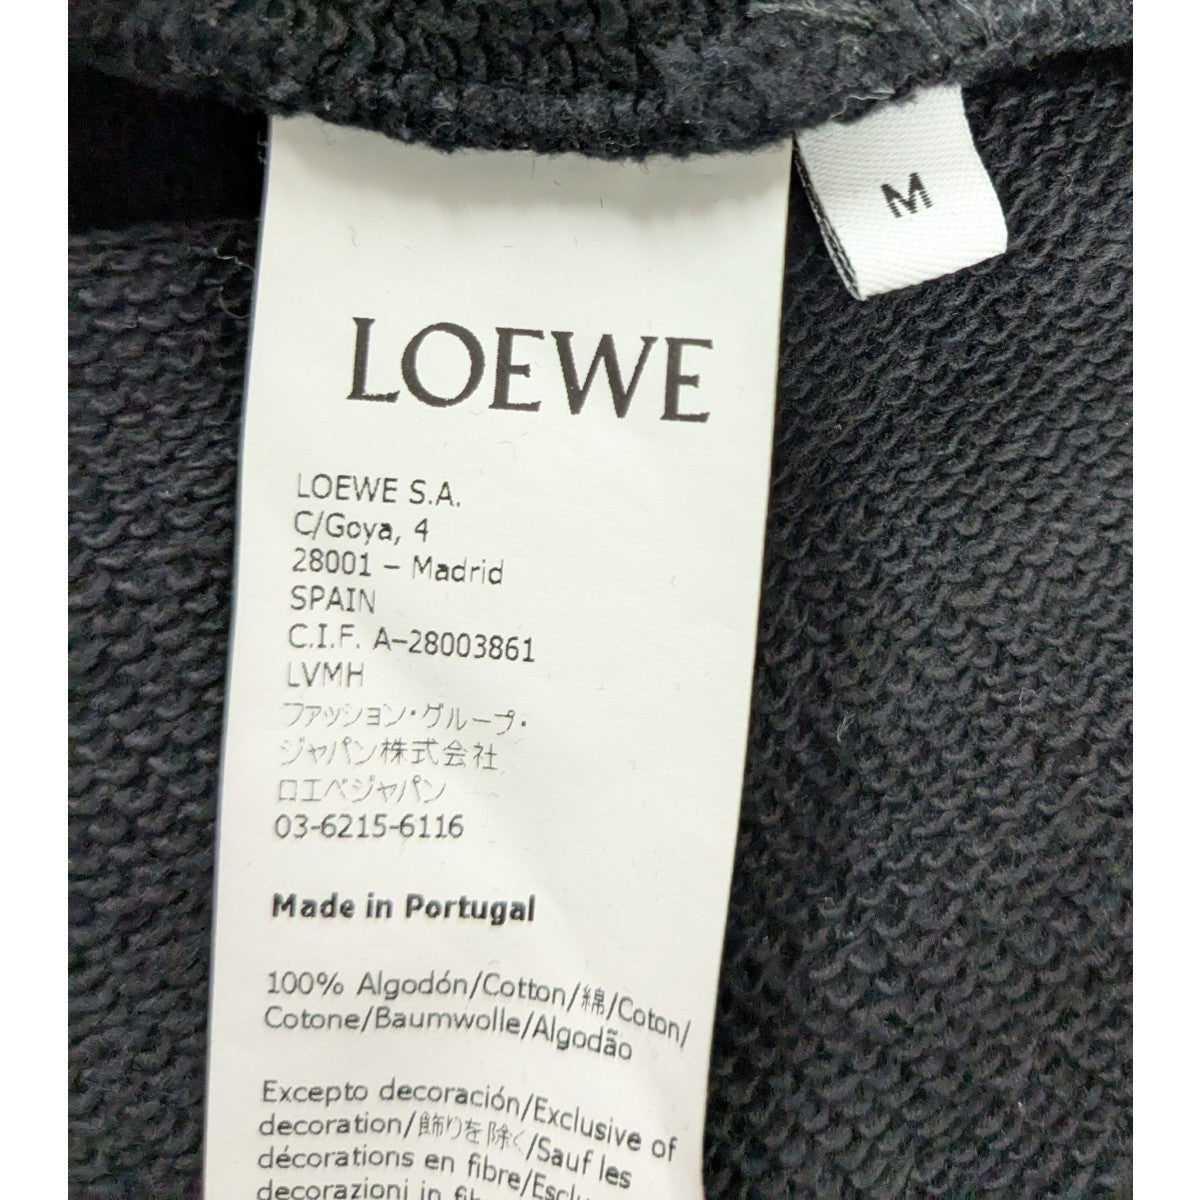 M
LOEWE
LOEWE S.A.
C/Goya, 4
28001 – Madrid
SPAIN
C.I.F. A–28003861
LVMH
ファッション・グループ・
ジャパン株式会社
ロエベジャパン
03-6215-6116
Made in Portugal
100% Algodón/Cotton/綿/Coton/
Cotone/Baumwolle/Algodão
Excepto decoración/Exclusive of
decoration/飾りを除く/Sauf les
décorations en fibre/Esclu
decorazioni in